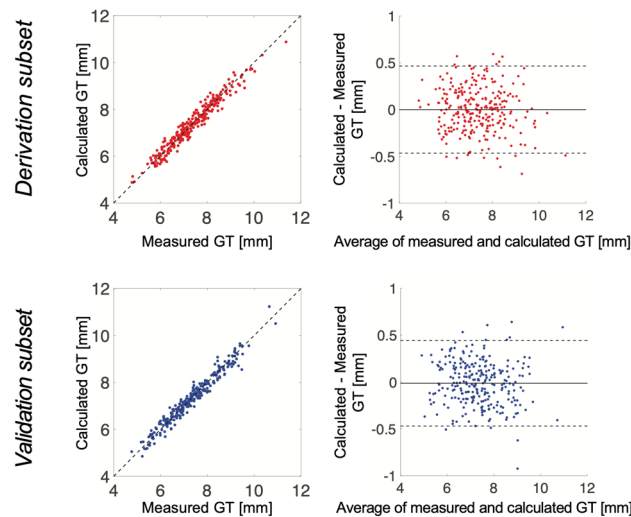 Derivation subset
Calculated GT [mm]
12
10
8
6
4
4 6 8 10 12
Measured GT [mm]
Calculated - Measured
GT [mm]
1
0.5
0
-0.5
-1
4 6 8 10 12
Average of measured and calculated GT [mm]
Validation subset
Calculated GT [mm]
12
10
8
6
4
4 6 8 10 12
Measured GT [mm]
Calculated - Measured
GT [mm]
1
0.5
0
-0.5
-1
4 6 8 10 12
Average of measured and calculated GT [mm]